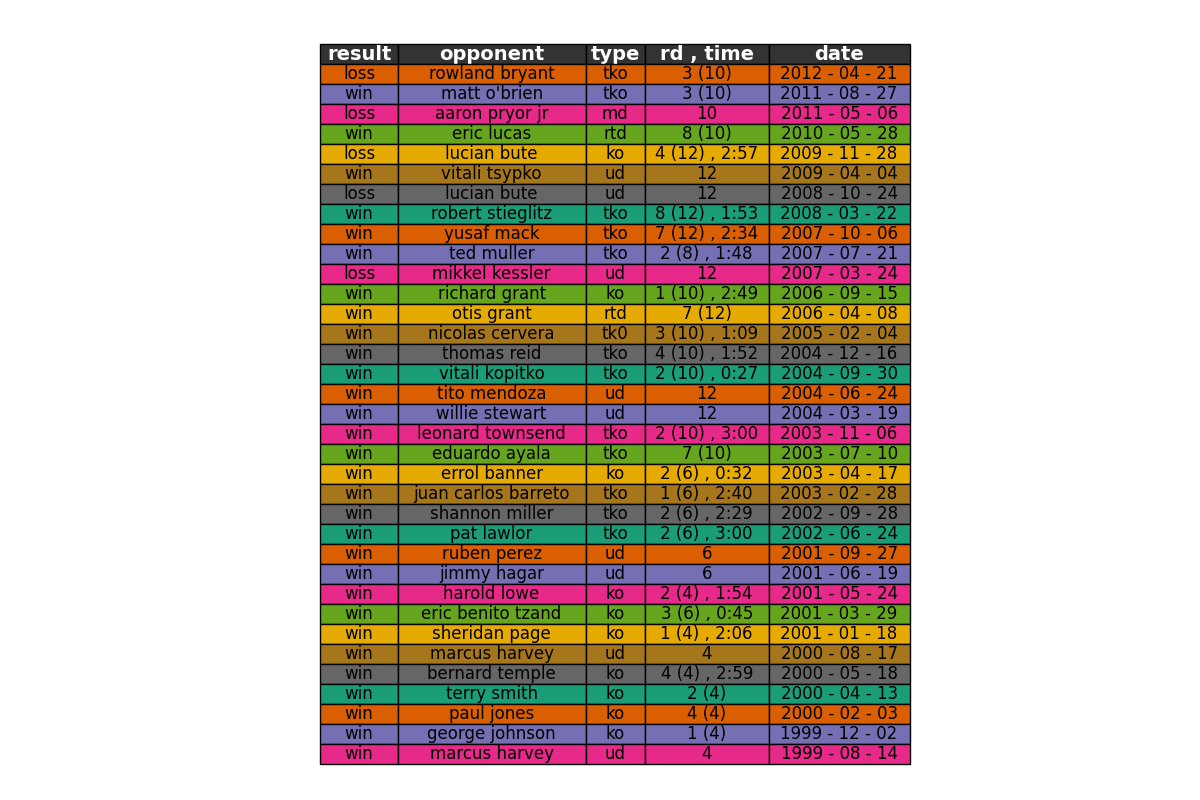 result opponent type rd , time date
loss rowland bryant tko 3 (10) 2012 - 04 - 21
win matt o'brien tko 3 (10) 2011 - 08 - 27
loss aaron pryor jr md 10 2011 - 05 - 06
win eric lucas rtd 8 (10) 2010 - 05 - 28
loss lucian bute ko 4 (12) , 2:57 2009 - 11 - 28
win vitali tsypko ud 12 2009 - 04 - 04
loss lucian bute ud 12 2008 - 10 - 24
win robert stieglitz tko 8 (12) , 1:53 2008 - 03 - 22
win yusaf mack tko 7 (12) , 2:34 2007 - 10 - 06
win ted muller tko 2 (8) , 1:48 2007 - 07 - 21
loss mikkel kessler ud 12 2007 - 03 - 24
win richard grant ko 1 (10) , 2:49 2006 - 09 - 15
win otis grant rtd 7 (12) 2006 - 04 - 08
win nicolas cervera tk0 3 (10) , 1:09 2005 - 02 - 04
win thomas reid tko 4 (10) , 1:52 2004 - 12 - 16
win vitali kopitko tko 2 (10) , 0:27 2004 - 09 - 30
win tito mendoza ud 12 2004 - 06 - 24
win willie stewart ud 12 2004 - 03 - 19
win leonard townsend tko 2 (10) , 3:00 2003 - 11 - 06
win eduardo ayala tko 7 (10) 2003 - 07 - 10
win errol banner ko 2 (6) , 0:32 2003 - 04 - 17
win juan carlos barreto tko 1 (6) , 2:40 2003 - 02 - 28
win shannon miller tko 2 (6) , 2:29 2002 - 09 - 28
win pat lawlor tko 2 (6) , 3:00 2002 - 06 - 24
win ruben perez ud 6 2001 - 09 - 27
win jimmy hagar ud 6 2001 - 06 - 19
win harold lowe ko 2 (4) , 1:54 2001 - 05 - 24
win eric benito tzand ko 3 (6) , 0:45 2001 - 03 - 29
win sheridan page ko 1 (4) , 2:06 2001 - 01 - 18
win marcus harvey ud 4 2000 - 08 - 17
win bernard temple ko 4 (4) , 2:59 2000 - 05 - 18
win terry smith ko 2 (4) 2000 - 04 - 13
win paul jones ko 4 (4) 2000 - 02 - 03
win george johnson ko 1 (4) 1999 - 12 - 02
win marcus harvey ud 4 1999 - 08 - 14